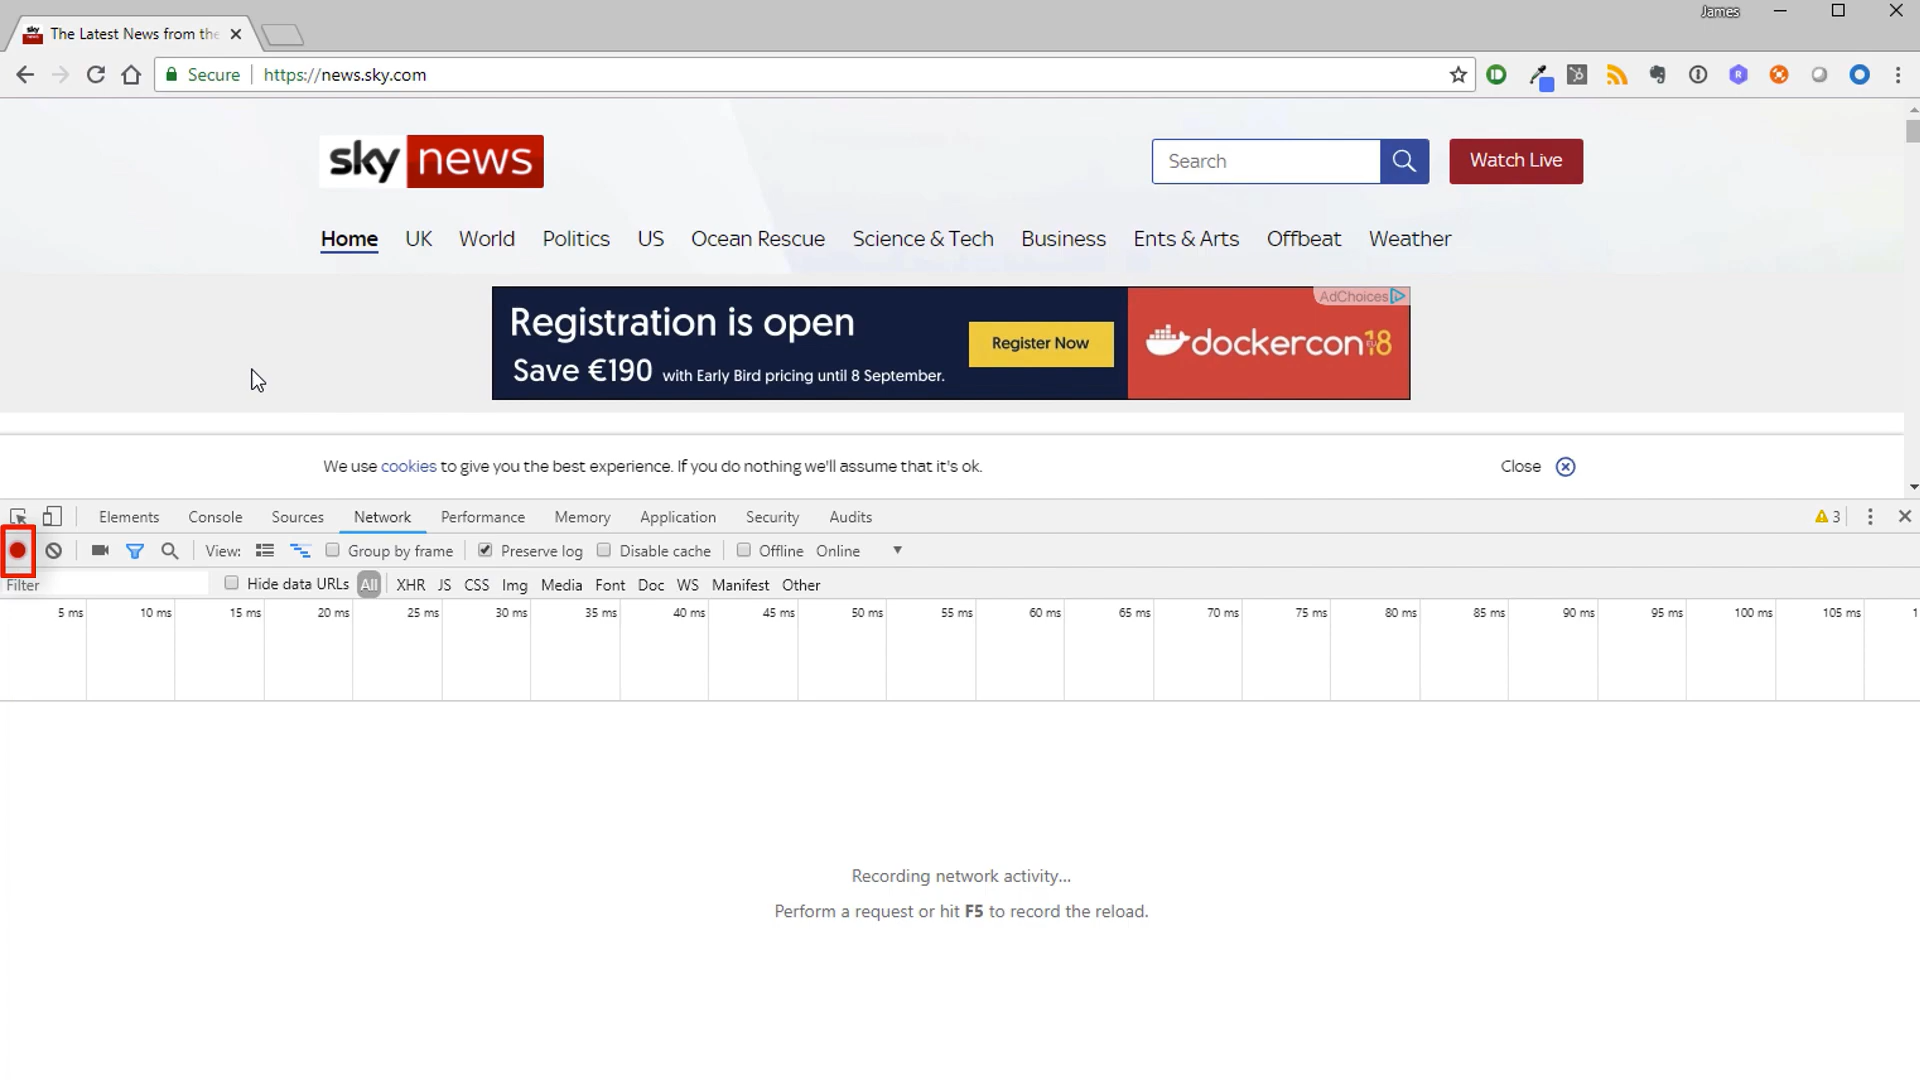 James
The Latest News from the
Secure https://news.sky.com
sky news
Search
Watch Live
Home UK World Politics US Ocean Rescue Science & Tech Business Ents & Arts Offbeat Weather
AdChoices
Registration is open
Save €190 with Early Bird pricing until 8 September.
Register Now
dockercon18
EU
We use cookies to give you the best experience. If you do nothing we'll assume that it's ok.
Close
Elements Console Sources Network Performance Memory Application Security Audits 3
View: Group by frame Preserve log Disable cache Offline Online
Filter Hide data URLs All XHR JS CSS Img Media Font Doc WS Manifest Other
5 ms 10 ms 15 ms 20 ms 25 ms 30 ms 35 ms 40 ms 45 ms 50 ms 55 ms 60 ms 65 ms 70 ms 75 ms 80 ms 85 ms 90 ms 95 ms 100 ms 105 ms 1
Recording network activity...
Perform a request or hit F5 to record the reload.